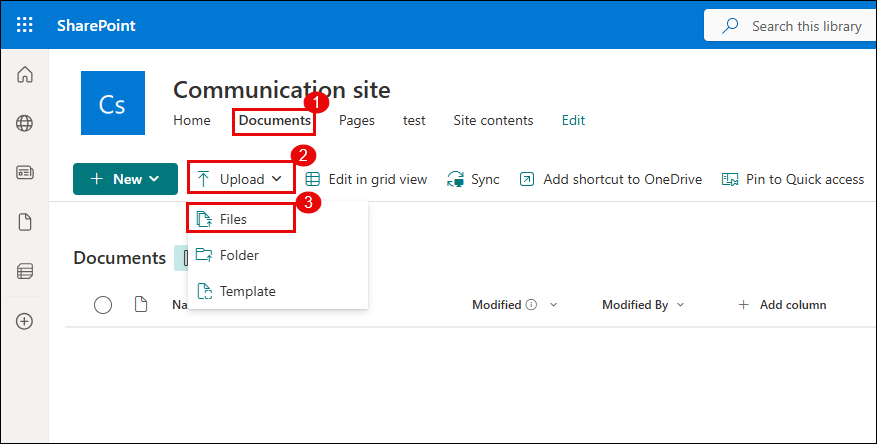 SharePoint
Search this library
Cs
Communication site
1
Home Documents Pages test Site contents Edit
2
New Upload Edit in grid view Sync Add shortcut to OneDrive Pin to Quick access
3
Files
Documents
Folder
Template
Modified Modified By Add column